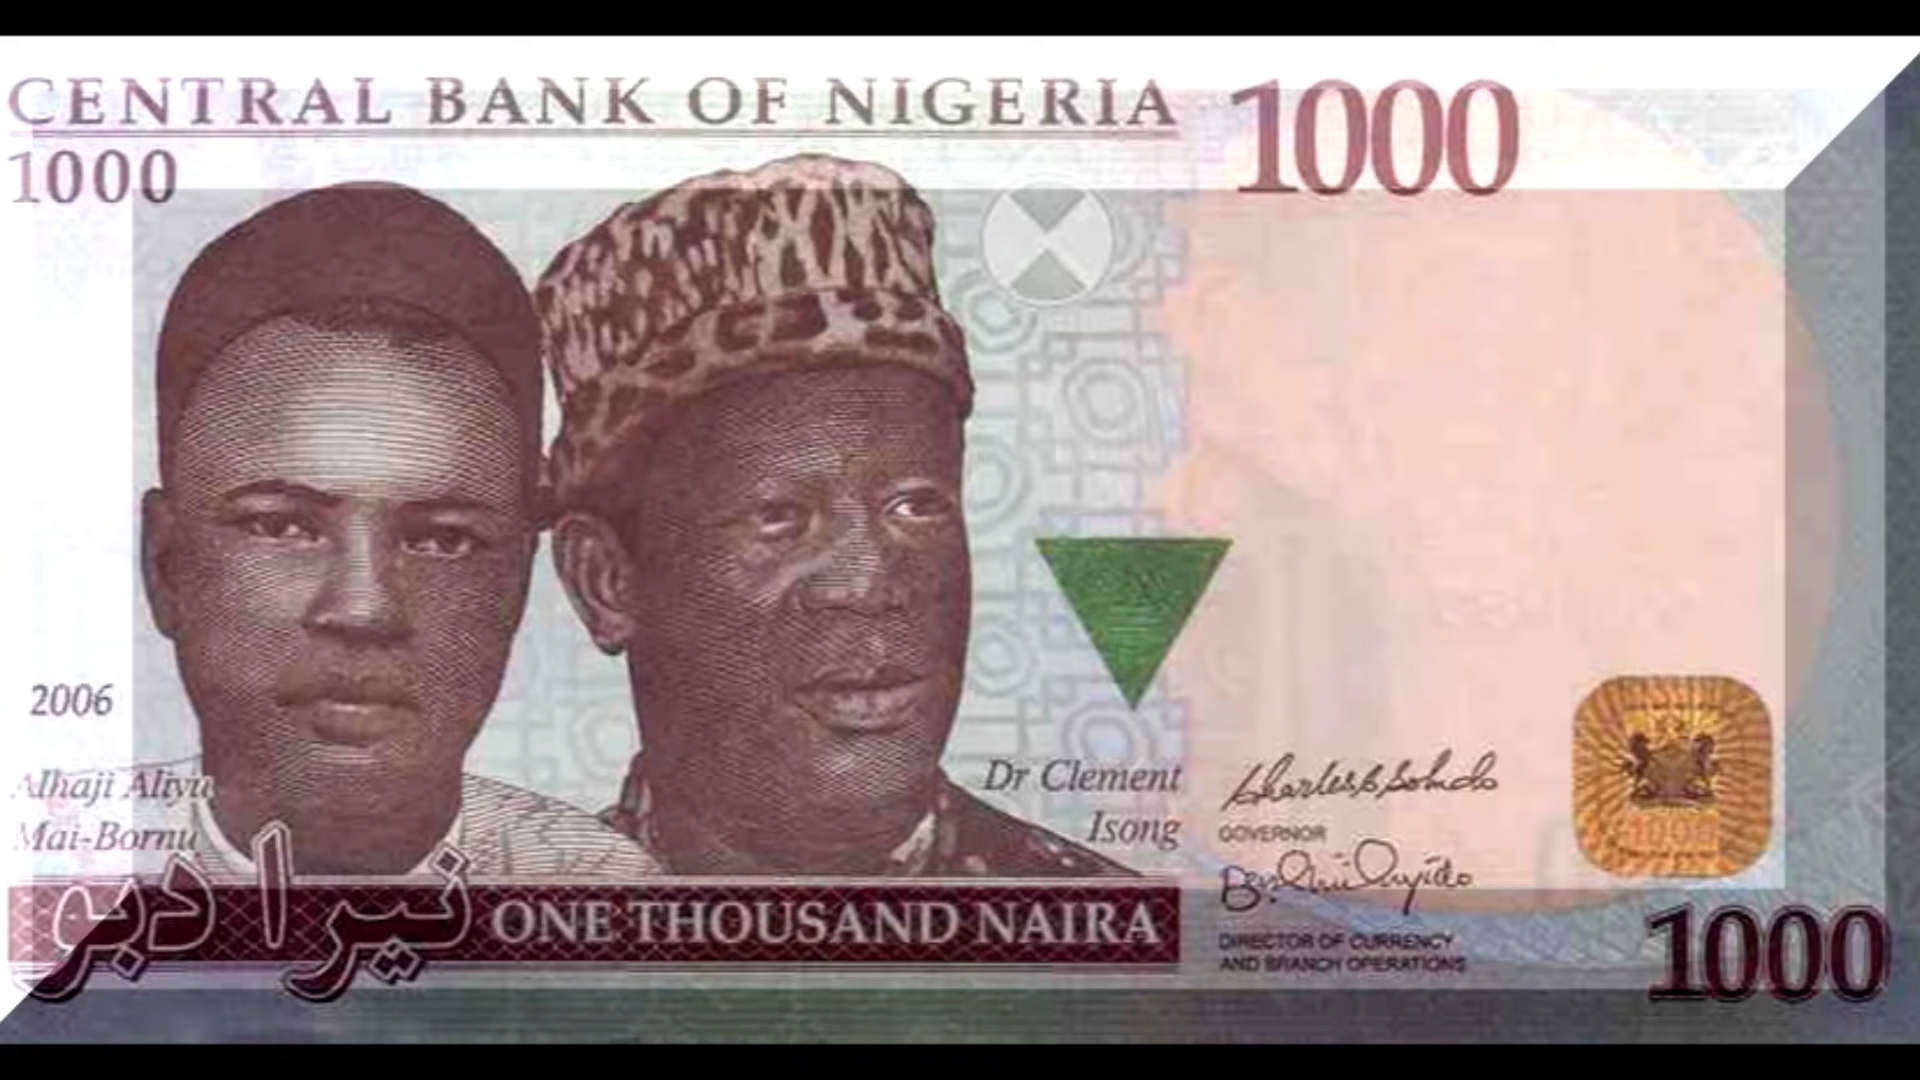 CENTRAL BANK OF NIGERIA
1000
1000
2006
Alhaji Aliyu
Mai-Bornu
Dr Clement
Isong
GOVERNOR
نيرا دبو
ONE THOUSAND NAIRA
DIRECTOR OF CURRENCY
AND BRANCH OPERATIONS
1000
1000